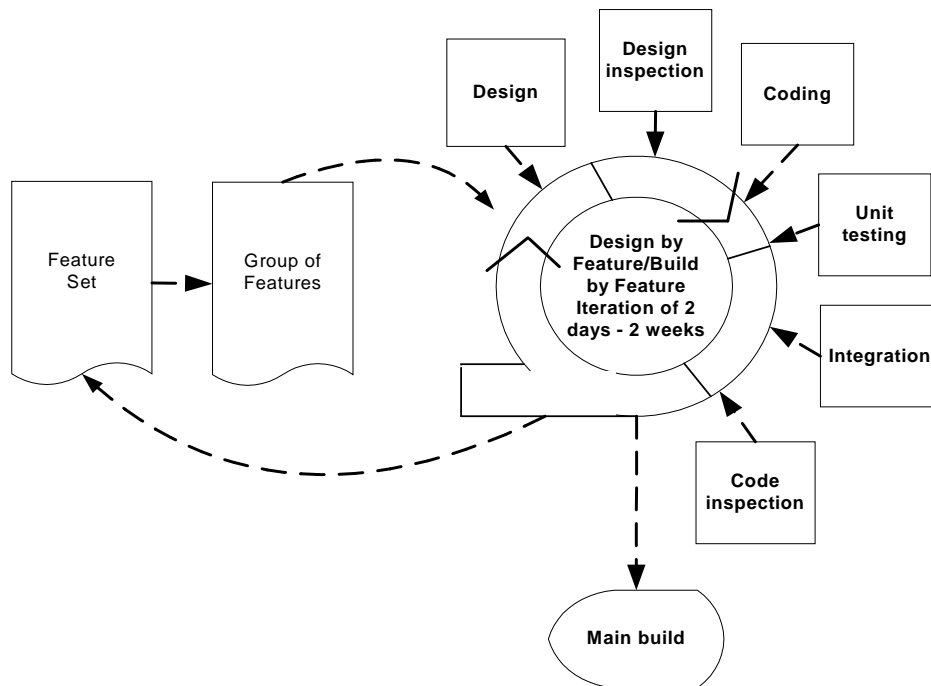 Feature
Set
Group of
Features
Design
Design
inspection
Coding
Unit
testing
Integration
Code
inspection
Design by
Feature/Build
by Feature
Iteration of 2
days - 2 weeks
Main build